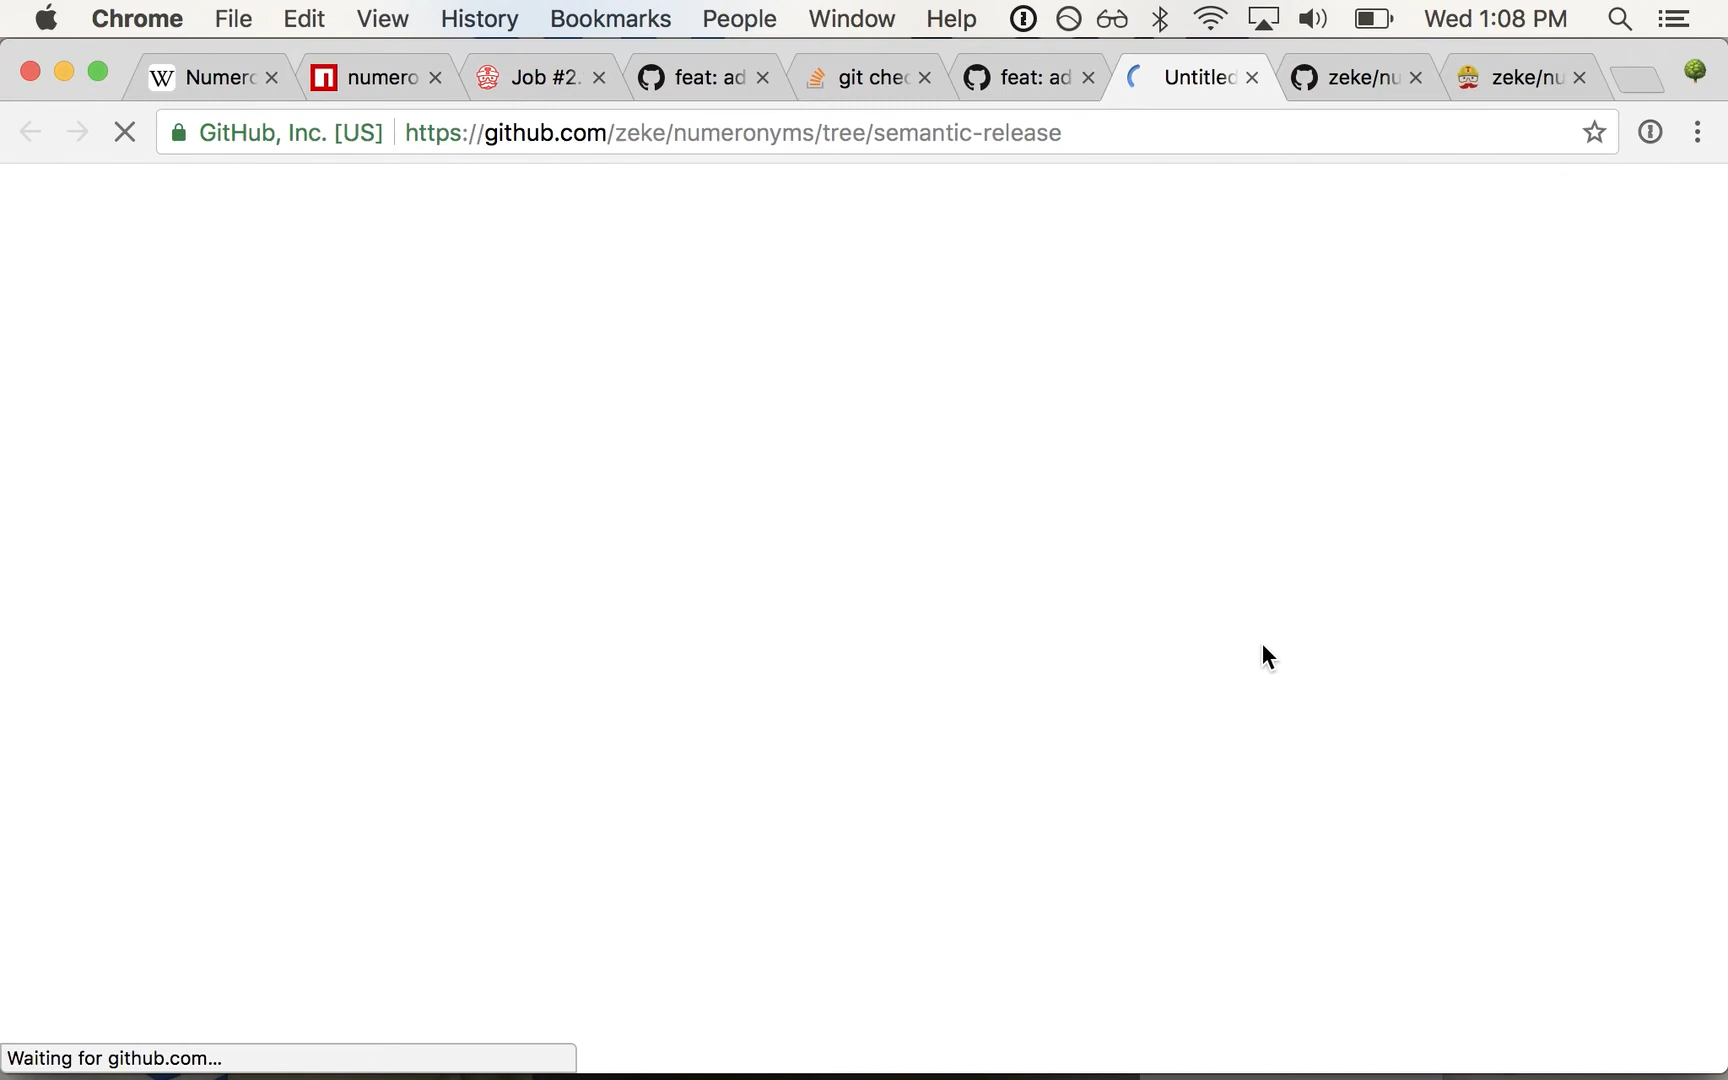 Chrome File Edit View History Bookmarks People Window Help Wed 1:08 PM
Numero numero Job #2. feat: ad git chec feat: ad Untitled zeke/nu zeke/nu
GitHub, Inc. [US] https://github.com/zeke/numeronyms/tree/semantic-release
Waiting for github.com...